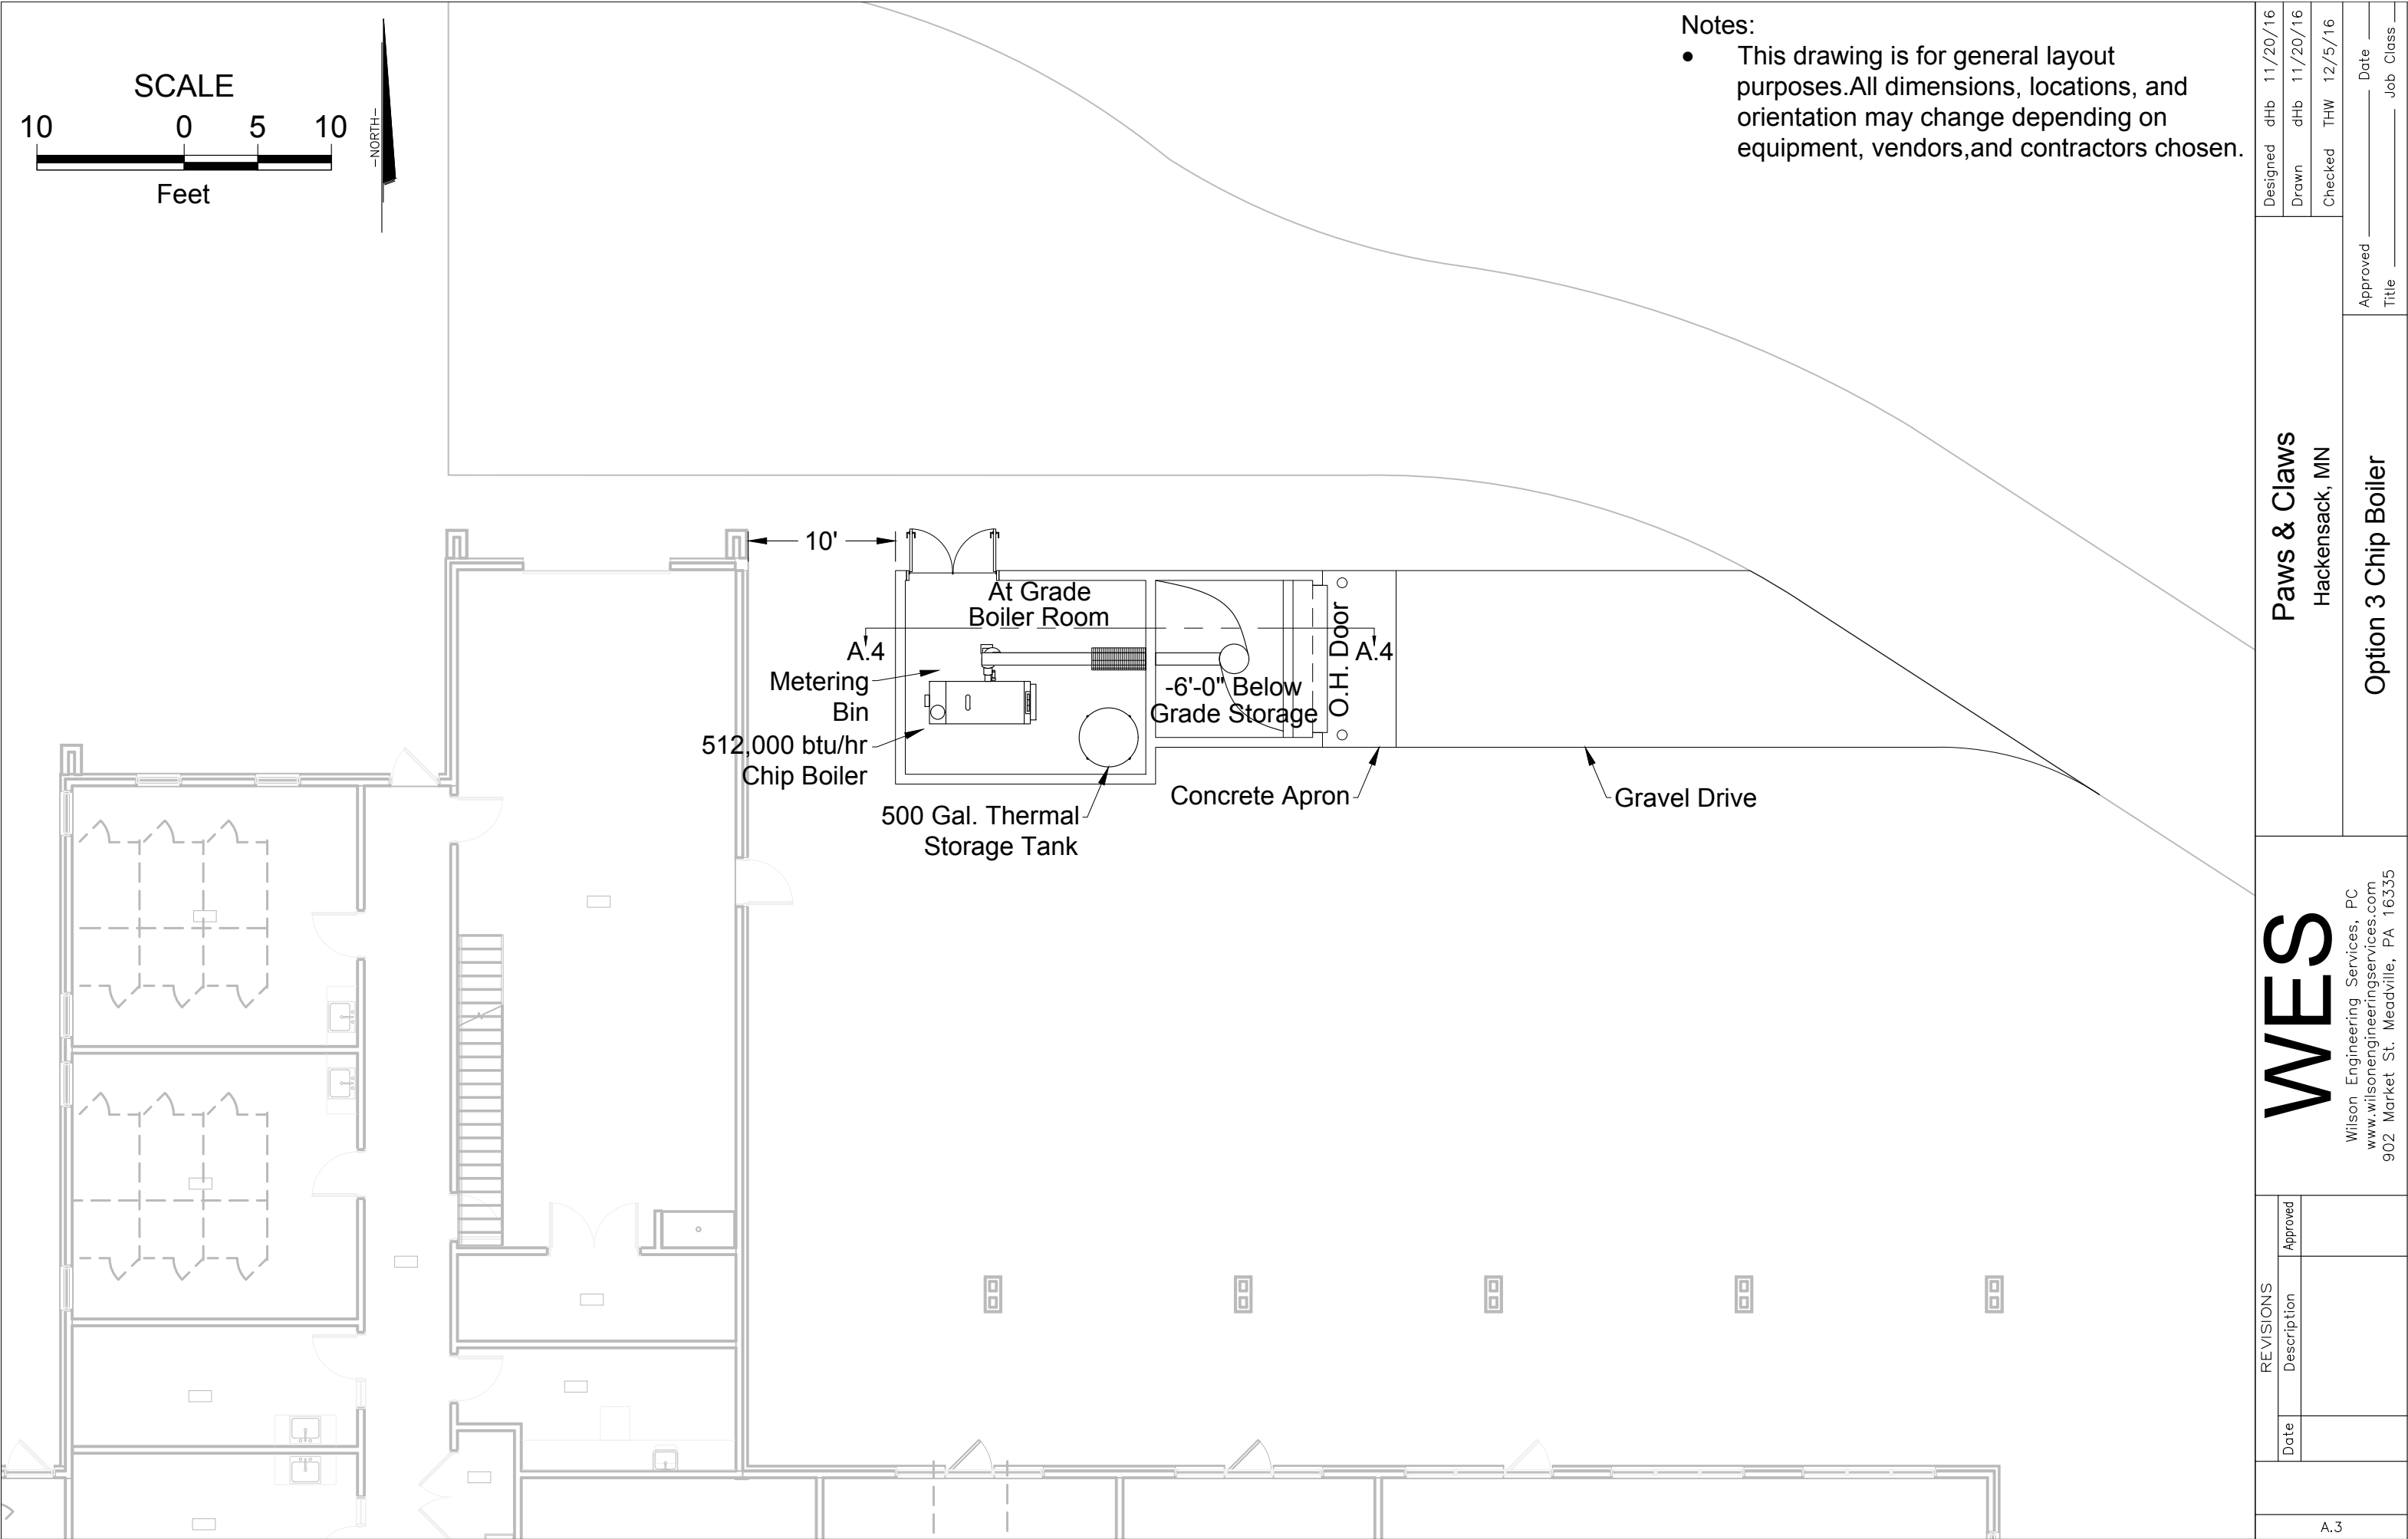 SCALE
10 0 5 10
Feet
-NORTH-
Notes:
• This drawing is for general layout
purposes.All dimensions, locations, and
orientation may change depending on
equipment, vendors,and contractors chosen.
10'
At Grade
Boiler Room
A.4
A.4
Metering
Bin
-6'-0" Below
Grade Storage
O.H. Door
512,000 btu/hr
Chip Boiler
500 Gal. Thermal
Storage Tank
Concrete Apron
Gravel Drive
Designed dHb 11/20/16
Drawn dHb 11/20/16
Checked THW 12/5/16
Approved Date
Title Job Class
Paws & Claws
Hackensack, MN
Option 3 Chip Boiler
WES
Wilson Engineering Services, PC
www.wilsonengineeringservices.com
902 Market St. Meadville, PA 16335
REVISIONS
Date Description Approved
A.3